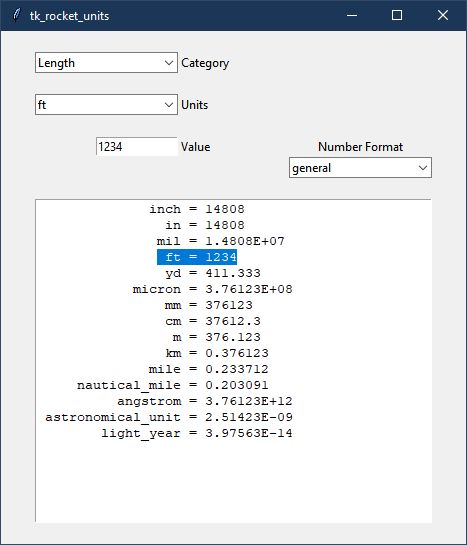 tk_rocket_units
Length Category
ft Units
1234 Value
Number Format
general
inch = 14808
in = 14808
mil = 1.4808E+07
ft = 1234
yd = 411.333
micron = 3.76123E+08
mm = 376123
cm = 37612.3
m = 376.123
km = 0.376123
mile = 0.233712
nautical_mile = 0.203091
angstrom = 3.76123E+12
astronomical_unit = 2.51423E-09
light_year = 3.97563E-14